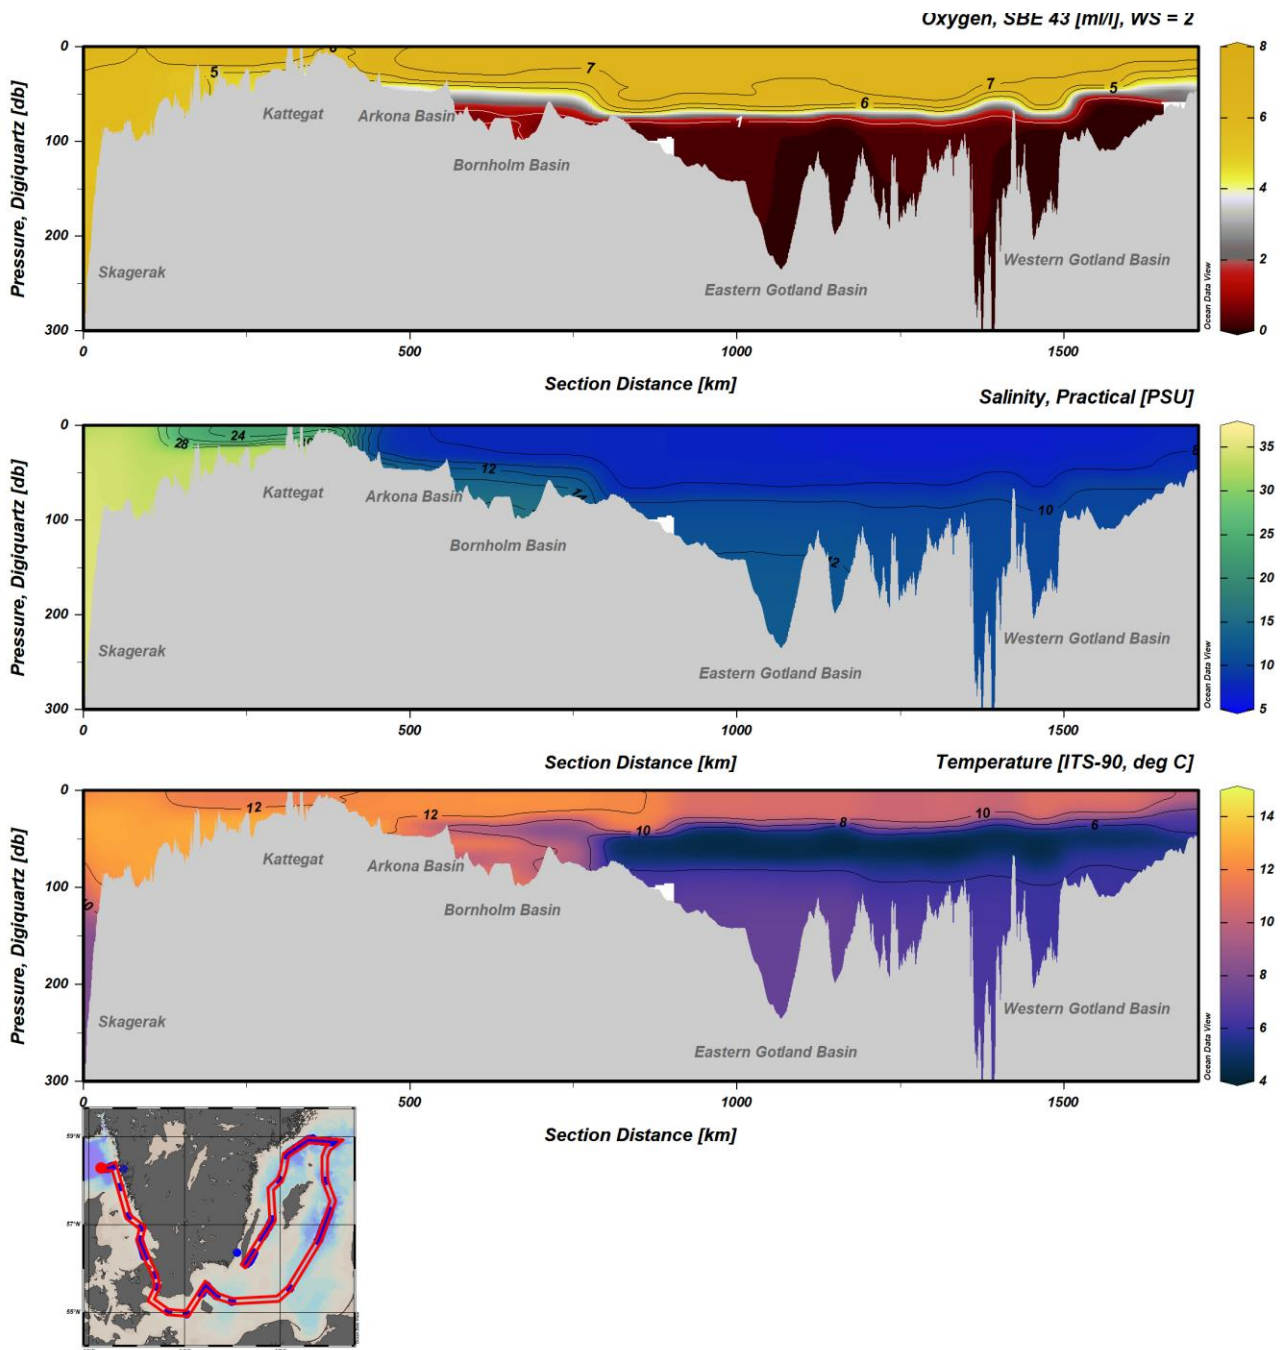 Oxygen, SBE 43 [ml/l], WS = 2
Pressure, Digiquartz [db]
0
100
200
300
5
7
6
1
7
5
Kattegat
Arkona Basin
Bornholm Basin
Skagerak
Eastern Gotland Basin
Western Gotland Basin
Ocean Data View
8
6
4
2
0
0
500
1000
1500
Section Distance [km]
Salinity, Practical [PSU]
Pressure, Digiquartz [db]
0
100
200
300
28
24
12
10
12
Kattegat
Arkona Basin
Bornholm Basin
Skagerak
Eastern Gotland Basin
Western Gotland Basin
Ocean Data View
35
30
25
20
15
10
5
0
500
1000
1500
Section Distance [km]
Temperature [ITS-90, deg C]
Pressure, Digiquartz [db]
0
100
200
300
12
12
10
8
10
6
10
Kattegat
Arkona Basin
Bornholm Basin
Skagerak
Eastern Gotland Basin
Western Gotland Basin
Ocean Data View
14
12
10
8
6
4
0
500
1000
1500
Section Distance [km]
59°N
57°N
55°N